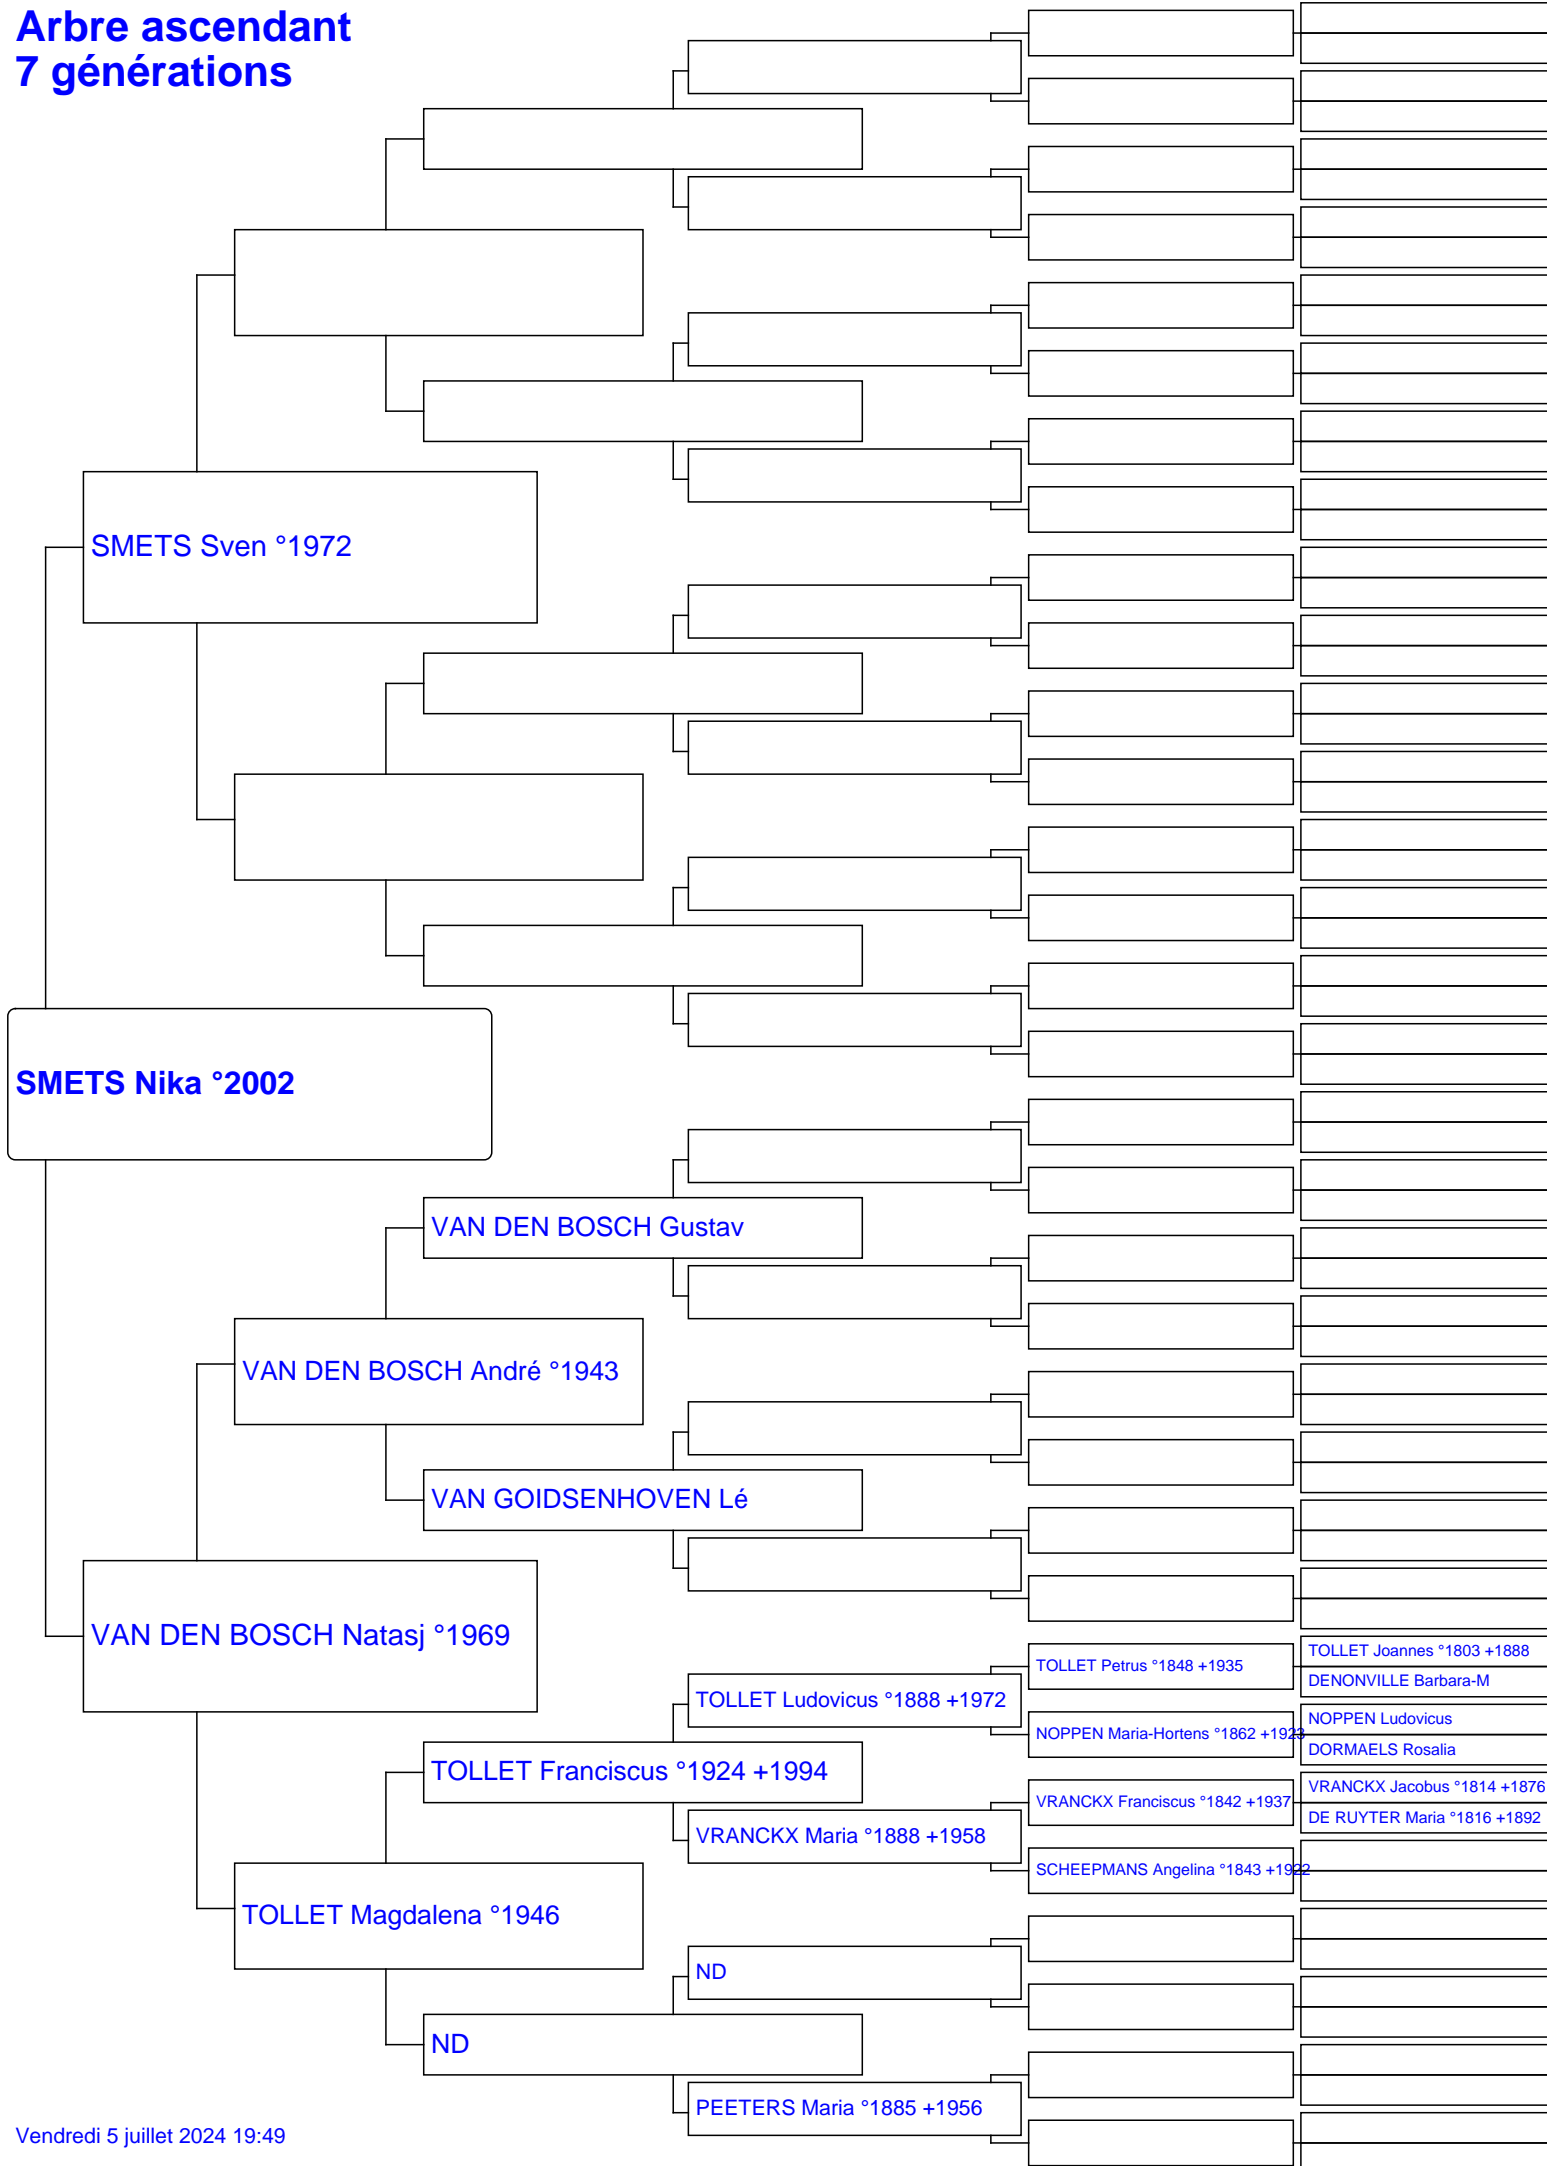 Arbre ascendant
7 générations
SMETS Sven °1972
SMETS Nika °2002
VAN DEN BOSCH Gustav
VAN DEN BOSCH André °1943
VAN GOIDSENHOVEN Lé
VAN DEN BOSCH Natasj °1969
TOLLET Joannes °1803 +1888
TOLLET Petrus °1848 +1935
DENONVILLE Barbara-M
TOLLET Ludovicus °1888 +1972
NOPPEN Ludovicus
NOPPEN Maria-Hortens °1862 +1923
DORMAELS Rosalia
TOLLET Franciscus °1924 +1994
VRANCKX Jacobus °1814 +1876
VRANCKX Franciscus °1842 +1937
DE RUYTER Maria °1816 +1892
VRANCKX Maria °1888 +1958
SCHEEPMANS Angelina °1843 +1922
TOLLET Magdalena °1946
ND
ND
PEETERS Maria °1885 +1956
Vendredi 5 juillet 2024 19:49